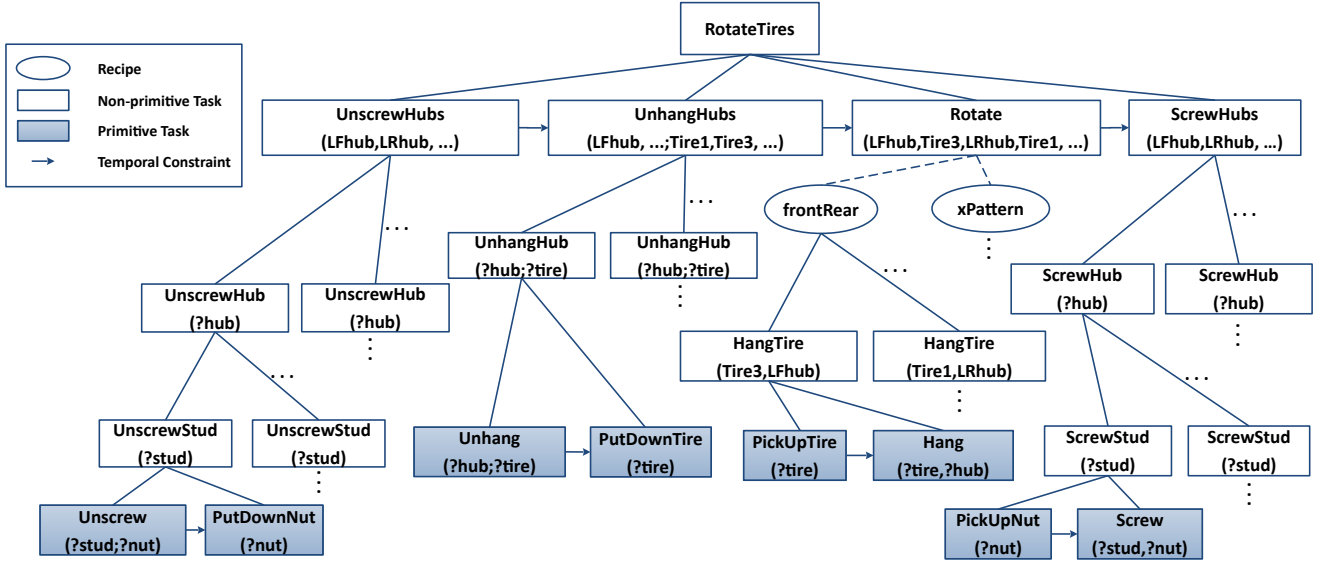 RotateTires
Recipe
Non-primitive Task
Primitive Task
Temporal Constraint
UnscrewHubs
(LFhub,LRhub, ...)
UnhangHubs
(LFhub, ...;Tire1,Tire3, ...)
Rotate
(LFhub,Tire3,LRhub,Tire1, ...)
ScrewHubs
(LFhub,LRhub, ...)
frontRear
xPattern
...
...
UnhangHub
(?hub;?tire)
UnhangHub
(?hub;?tire)
...
...
ScrewHub
(?hub)
ScrewHub
(?hub)
UnscrewHub
(?hub)
UnscrewHub
(?hub)
HangTire
(Tire3,LFhub)
HangTire
(Tire1,LRhub)
...
...
UnscrewStud
(?stud)
UnscrewStud
(?stud)
Unhang
(?hub;?tire)
PutDownTire
(?tire)
PickUpTire
(?tire)
Hang
(?tire,?hub)
ScrewStud
(?stud)
ScrewStud
(?stud)
Unscrew
(?stud;?nut)
PutDownNut
(?nut)
PickUpNut
(?nut)
Screw
(?stud,?nut)